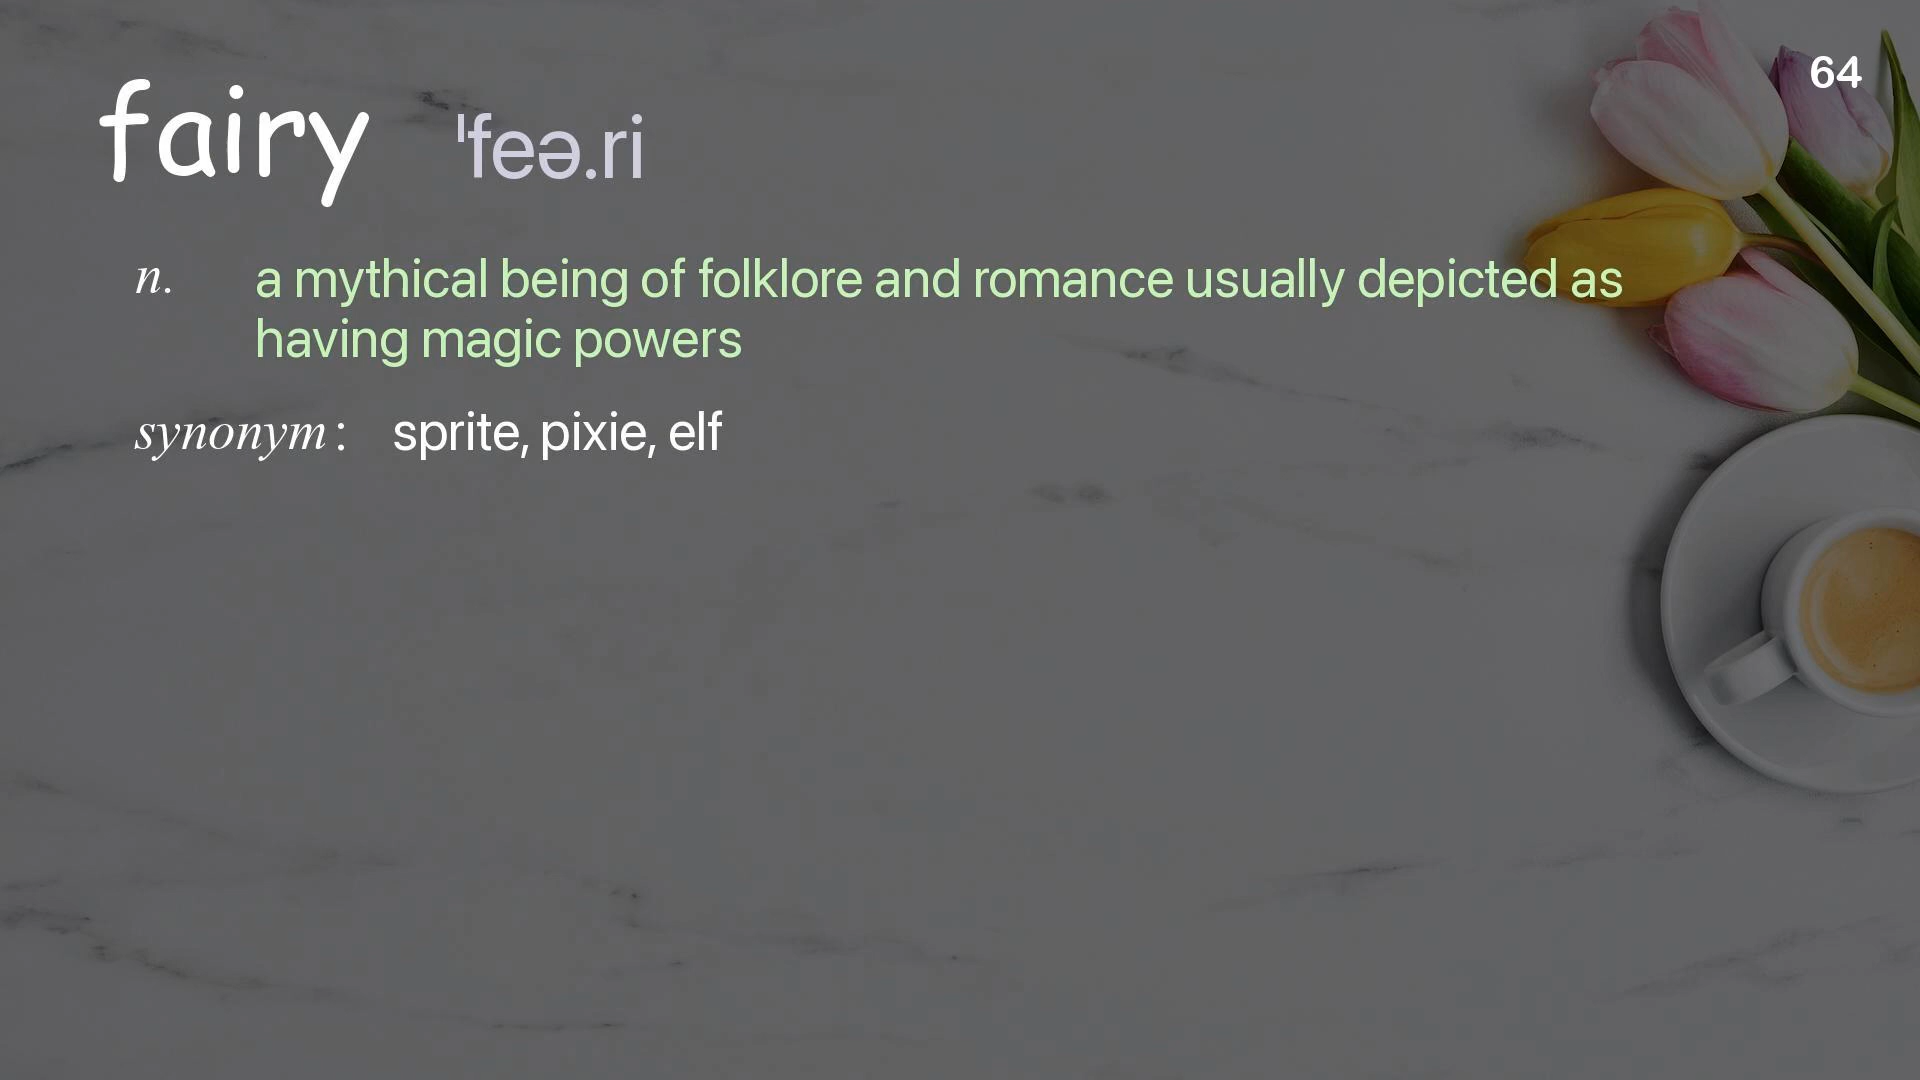 64
fairy ˈfeə.ri
n. a mythical being of folklore and romance usually depicted as
having magic powers
synonym: sprite, pixie, elf